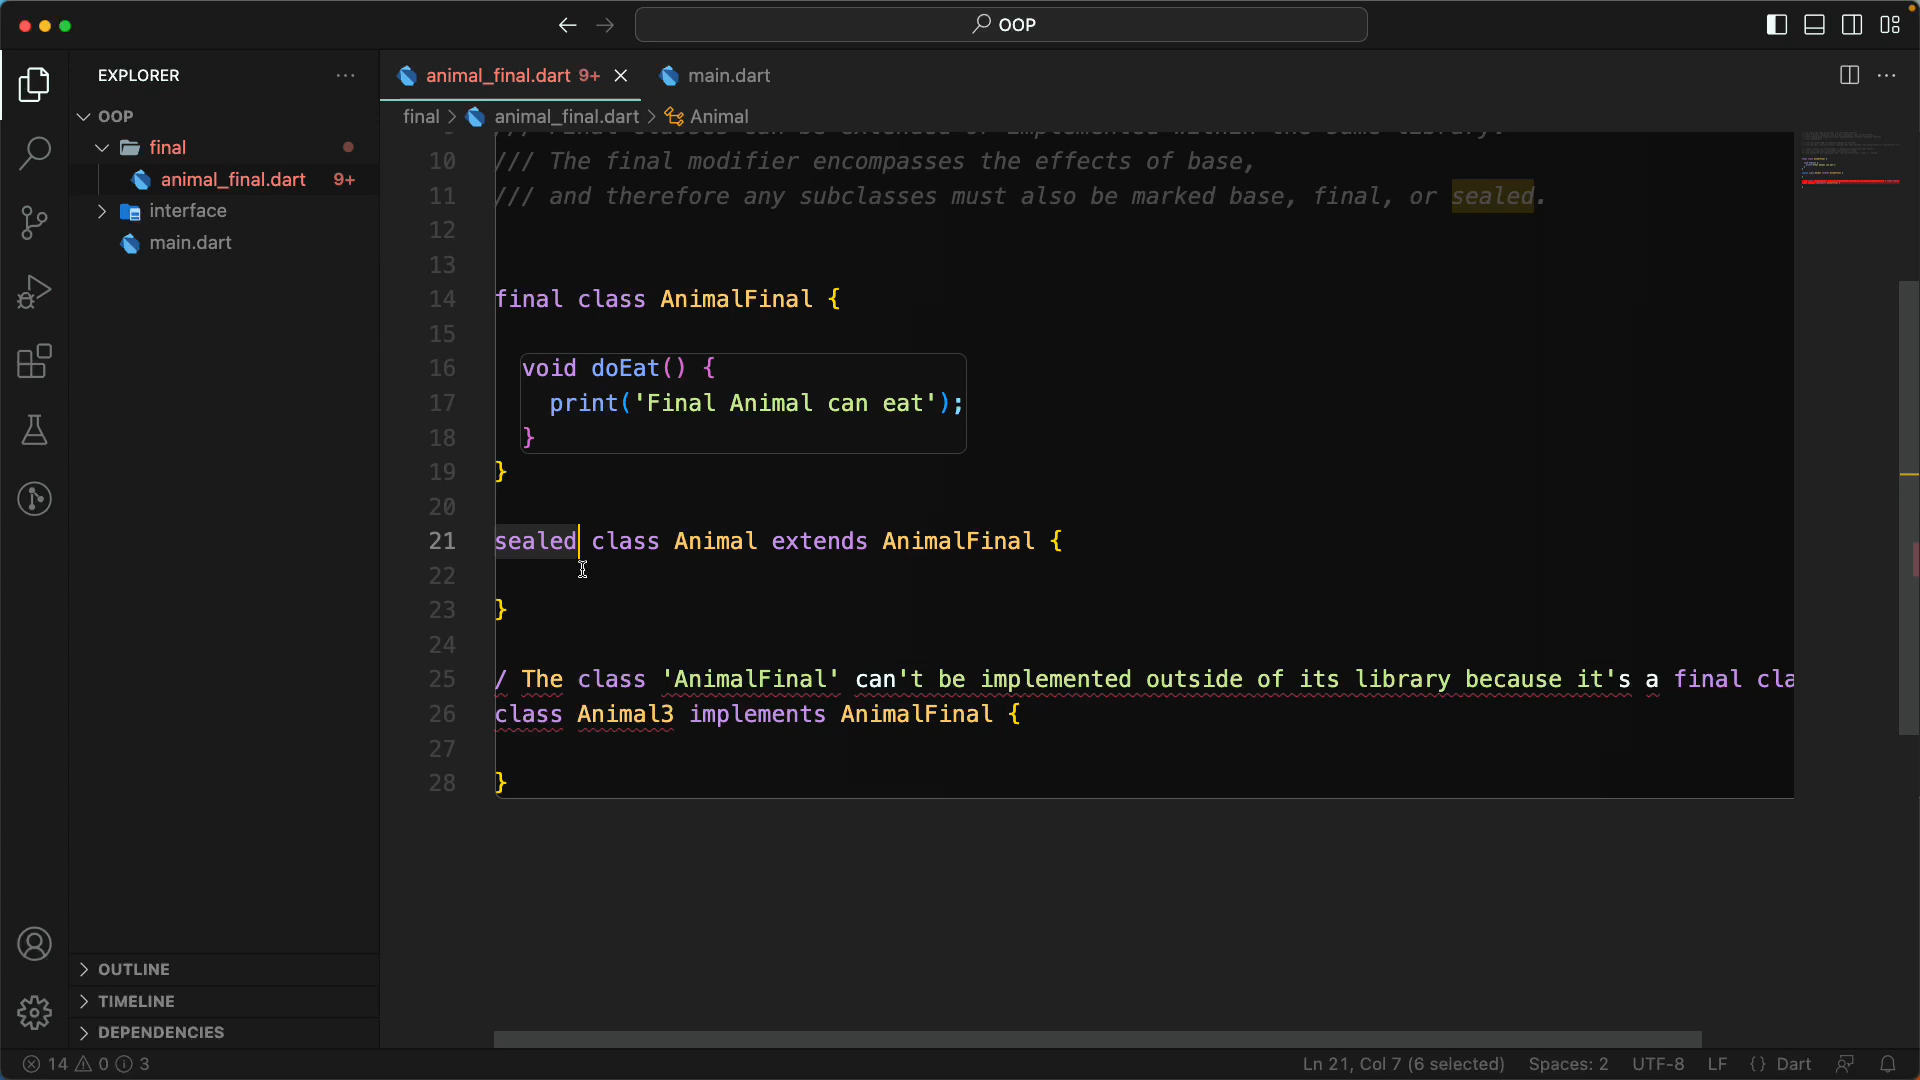 OOP
EXPLORER
OOP
final
animal_final.dart 9+
interface
main.dart
OUTLINE
TIMELINE
DEPENDENCIES
animal_final.dart 9+
main.dart
final > animal_final.dart > Animal
10 /// The final modifier encompasses the effects of base,
11 /// and therefore any subclasses must also be marked base, final, or sealed.
12
13
14 final class AnimalFinal {
15
16 void doEat() {
17 print('Final Animal can eat');
18 }
19 }
20
21 sealed class Animal extends AnimalFinal {
22
23 }
24
25 / The class 'AnimalFinal' can't be implemented outside of its library because it's a final cla
26 class Animal3 implements AnimalFinal {
27
28 }
14 0 3
Ln 21, Col 7 (6 selected) Spaces: 2 UTF-8 LF {} Dart